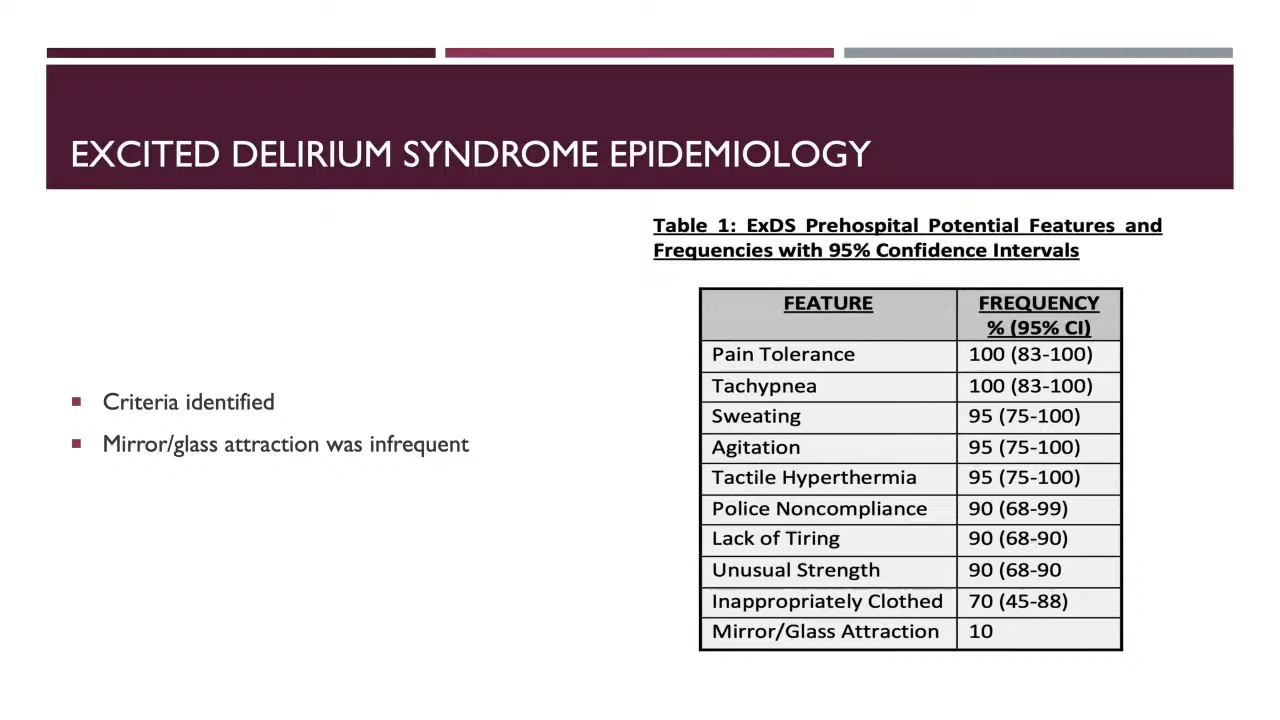 EXCITED DELIRIUM SYNDROME EPIDEMIOLOGY
Criteria identified
Mirror/glass attraction was infrequent
Table 1: ExDS Prehospital Potential Features and
Frequencies with 95% Confidence Intervals
FEATURE FREQUENCY
% (95% CI)
Pain Tolerance 100 (83-100)
Tachypnea 100 (83-100)
Sweating 95 (75-100)
Agitation 95 (75-100)
Tactile Hyperthermia 95 (75-100)
Police Noncompliance 90 (68-99)
Lack of Tiring 90 (68-90)
Unusual Strength 90 (68-90
Inappropriately Clothed 70 (45-88)
Mirror/Glass Attraction 10